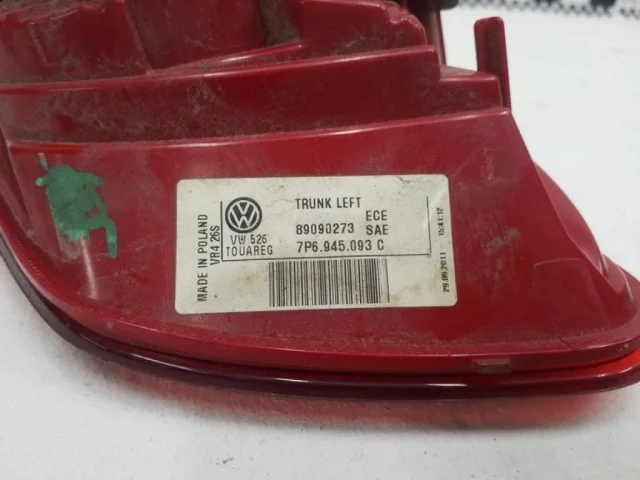 TRUNK LEFT
ECE
89090273 SAE
7P6.945.093 C
VW 526
TOUAREG
MADE IN POLAND
VR4 26S
29.09.2011 15:41:12